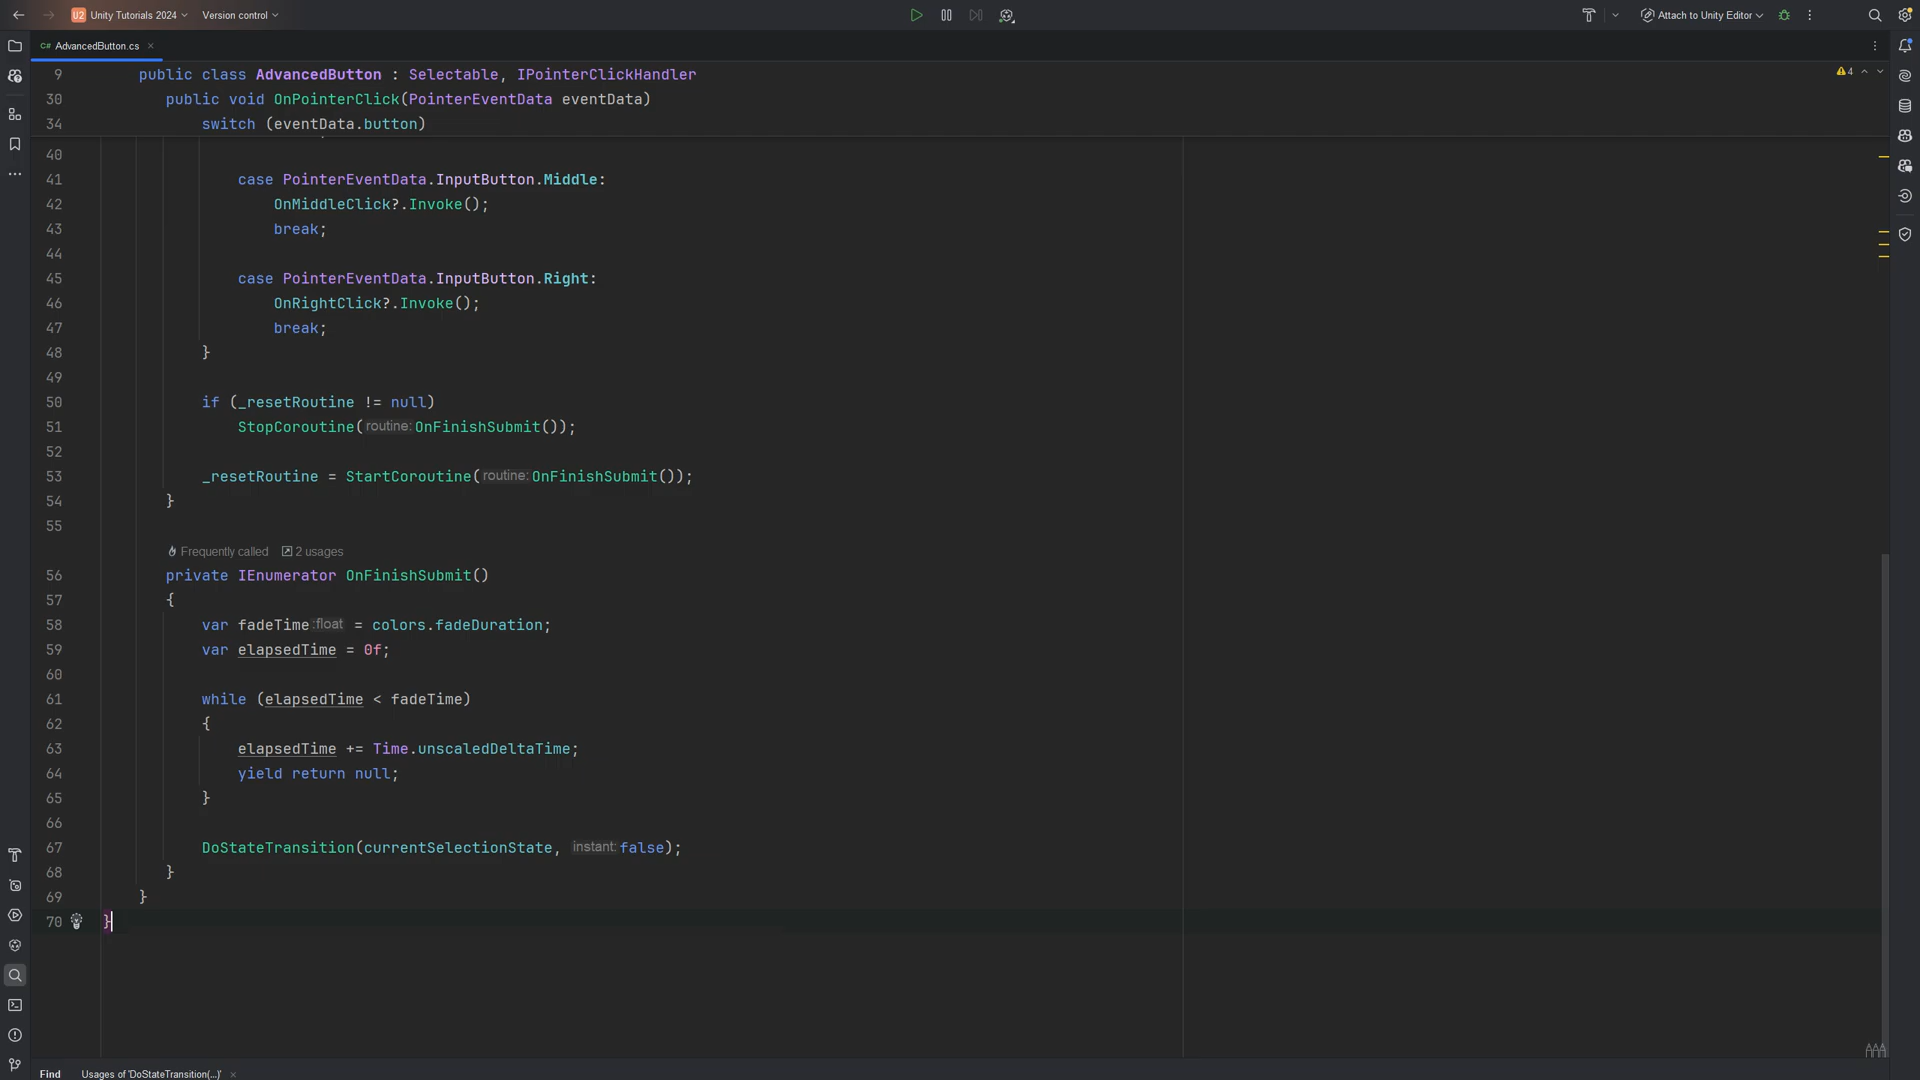 U2 Unity Tutorials 2024 Version control Attach to Unity Editor
C# AdvancedButton.cs ×
9 public class AdvancedButton : Selectable, IPointerClickHandler 4
30 public void OnPointerClick(PointerEventData eventData)
34 switch (eventData.button)
40
41 case PointerEventData.InputButton.Middle:
42 OnMiddleClick?.Invoke();
43 break;
44
45 case PointerEventData.InputButton.Right:
46 OnRightClick?.Invoke();
47 break;
48 }
49
50 if (_resetRoutine != null)
51 StopCoroutine(routine: OnFinishSubmit());
52
53 _resetRoutine = StartCoroutine(routine: OnFinishSubmit());
54 }
55
Frequently called 2 usages
56 private IEnumerator OnFinishSubmit()
57 {
58 var fadeTime :float = colors.fadeDuration;
59 var elapsedTime = 0f;
60
61 while (elapsedTime < fadeTime)
62 {
63 elapsedTime += Time.unscaledDeltaTime;
64 yield return null;
65 }
66
67 DoStateTransition(currentSelectionState, instant: false);
68 }
69 }
70 }
Find Usages of 'DoStateTransition(...)' ×